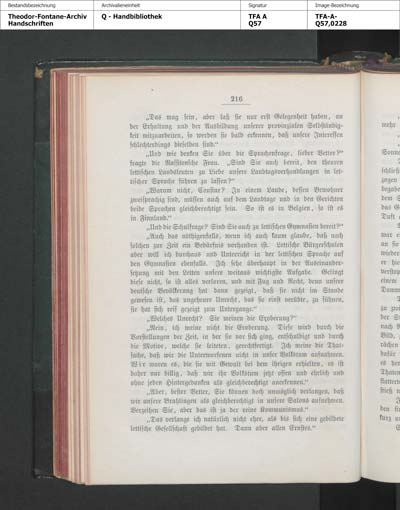 Bestandsbezeichnung
Archivalieneinheit
Signatur
Image-Bezeichnung
Theodor-Fontane-Archiv
Handschriften
Q - Handbibliothek
TFA A
Q57
TFA-A-
Q57,0228
216
„Das mag sein, aber laß sie nur erst Gelegenheit haben, an
der Erhaltung und der Ausbildung unserer provinzialen Selbständig-
keit mitzuarbeiten, so werden sie bald erkennen, daß unsere Interessen
schlechterdings dieselben sind.“
„Und wie denken Sie über die Sprachenfrage, lieber Vetter?“
fragte die Frau. „Sind Sie auch bereit, den theuren
lettischen Landsleuten zu Liebe unsere Landtagsverhandlungen in let-
tischer Sprache führen zu lassen?“
„Warum nicht, Cousine? In einem Lande, dessen Bewohner
zweisprachig sind, müssen auch auf dem Landtage und in den Gerichten
beide Sprachen gleichberechtigt sein. So ist es in Belgien, so ist es
in Finnland.“
„Und die Schulfrage? Sind Sie auch zu lettischen Gymnasien bereit?“
„Auch das nöthigenfalls, wenn ich auch kaum glaube, daß nach
solchen zur Zeit ein Bedürfnis vorhanden ist. Lettische Bürgerschulen
aber will ich durchaus und Unterricht in der lettischen Sprache auf
den Gymnasien ebenfalls. Ich sehe überhaupt in der Auseinander-
setzung mit den Letten unsere weitaus wichtigste Aufgabe. Gelingt
diese nicht, so ist alles verloren, und mit Fug und Recht, denn unsere
deutsche Bevölkerung hat dann gezeigt, daß sie nicht im Stande
gewesen ist, das ungeheure Unrecht, das sie einst verübte, zu sühnen,
sie hat sich reif gezeigt zum Untergange.“
„Welches Unrecht? Sie meinen die Eroberung?“
„Nein, ich meine nicht die Eroberung. Diese wird durch die
Vorstellungen der Zeit, in der sie vor sich ging, entschuldigt und durch
die Motive, welche sie leiteten, gerechtfertigt. Ich meine die That-
sache, daß wir die Unterworfenen nicht in unser Volkstum aufnahmen.
Wir waren es, die sie mit Gewalt bei dem ihrigen erhielten, es ist
daher nur billig, daß wir ihr Volksthum jetzt offen und ehrlich und
ohne jeden Hintergedanken als gleichberechtigt anerkennen.“
„Aber, bester Vetter, Sie können doch unmöglich verlangen, daß
wir unsere als gleichberechtigt in unsere Salons aufnehmen.
Verzeihen Sie, aber das ist ja der reine Kommunismus.“
„Das verlange ich natürlich nicht eher, als bis sich eine gebildete
lettische Gesellschaft gebildet hat. Dann aber allen Ernstes.“